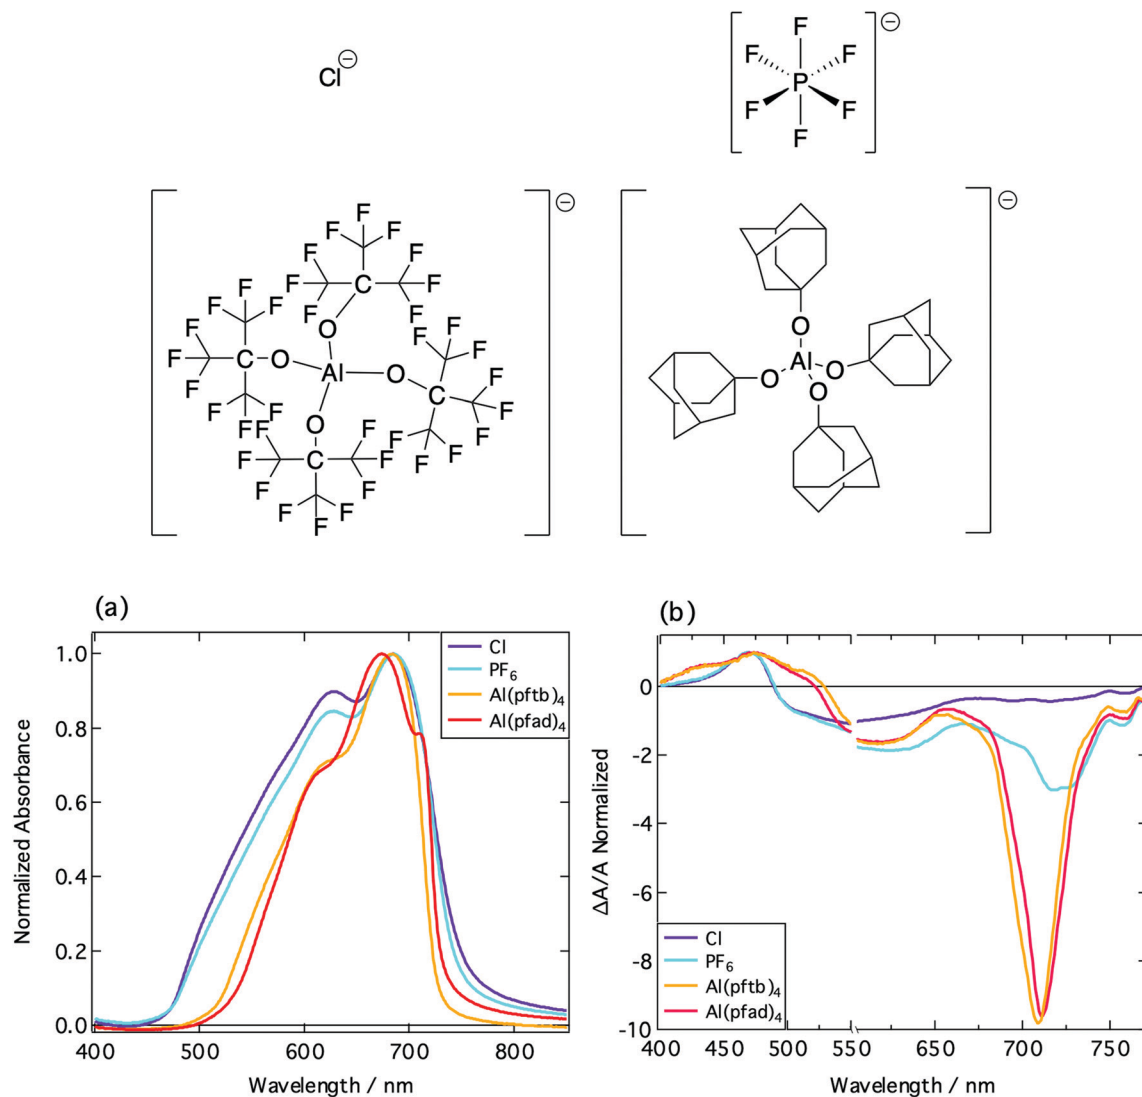 Cl⊖
F
F F
P
F F
F
⊖
F F F
F F
F C F
F F
O
F F F
F F
C O Al O C
F F F F
F F
F F F
O
F C F
F F F
⊖
O
O Al O
O
⊖
(a)
Normalized Absorbance
1.0
0.8
0.6
0.4
0.2
0.0
Cl
PF6
Al(pftb)4
Al(pfad)4
400 500 600 700 800
Wavelength / nm
(b)
ΔA/A Normalized
0
-2
-4
-6
-8
-10
Cl
PF6
Al(pftb)4
Al(pfad)4
400 450 500 550 650 700 750
Wavelength / nm